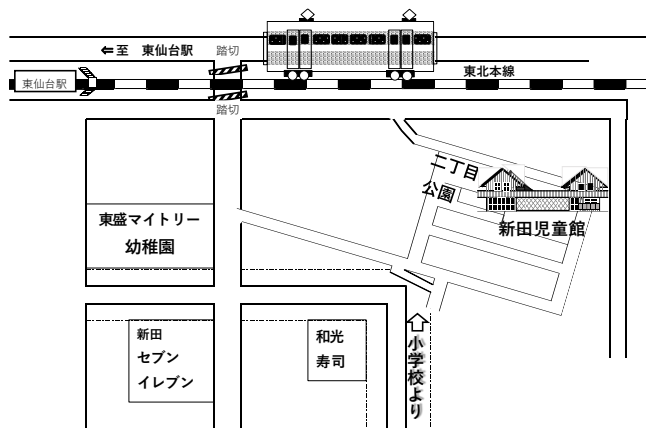 ⇐至 東仙台駅
東仙台駅
踏切
東北本線
踏切
二丁目
公園
新田児童館
東盛マイトリー
幼稚園
新田
セブン
イレブン
和光
寿司
小学校より